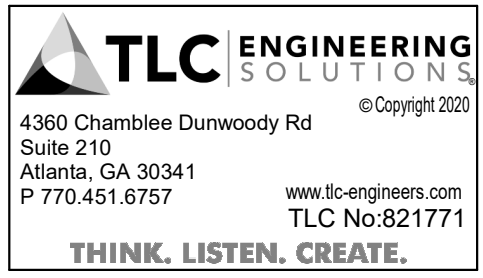 TLC ENGINEERING
SOLUTIONS®
© Copyright 2020
4360 Chamblee Dunwoody Rd
Suite 210
Atlanta, GA 30341
P 770.451.6757
www.tlc-engineers.com
TLC No:821771
THINK. LISTEN. CREATE.